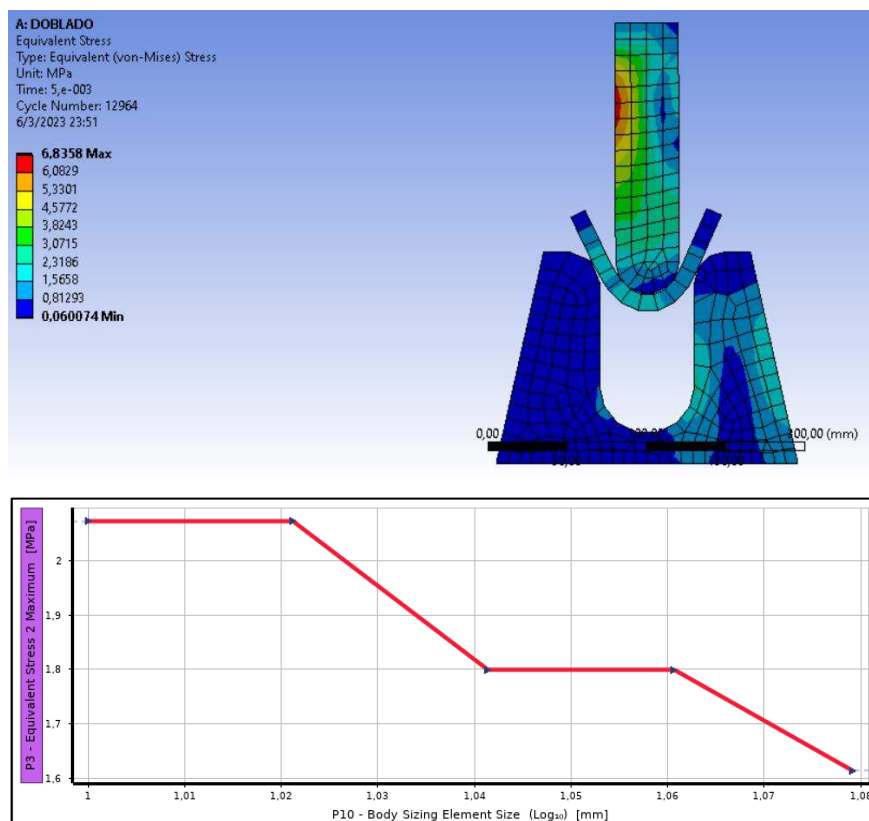 A: DOBLADO
Equivalent Stress
Type: Equivalent (von-Mises) Stress
Unit: MPa
Time: 5,e-003
Cycle Number: 12964
6/3/2023 23:51
6,8358 Max
6,0829
5,3301
4,5772
3,8243
3,0715
2,3186
1,5658
0,81293
0,060074 Min
0,00
00,00 (mm)
P3 - Equivalent Stress 2 Maximum [MPa]
2
1,9
1,8
1,7
1,6
1 1,01 1,02 1,03 1,04 1,05 1,06 1,07 1,08
P10 - Body Sizing Element Size (Log₁₀) [mm]